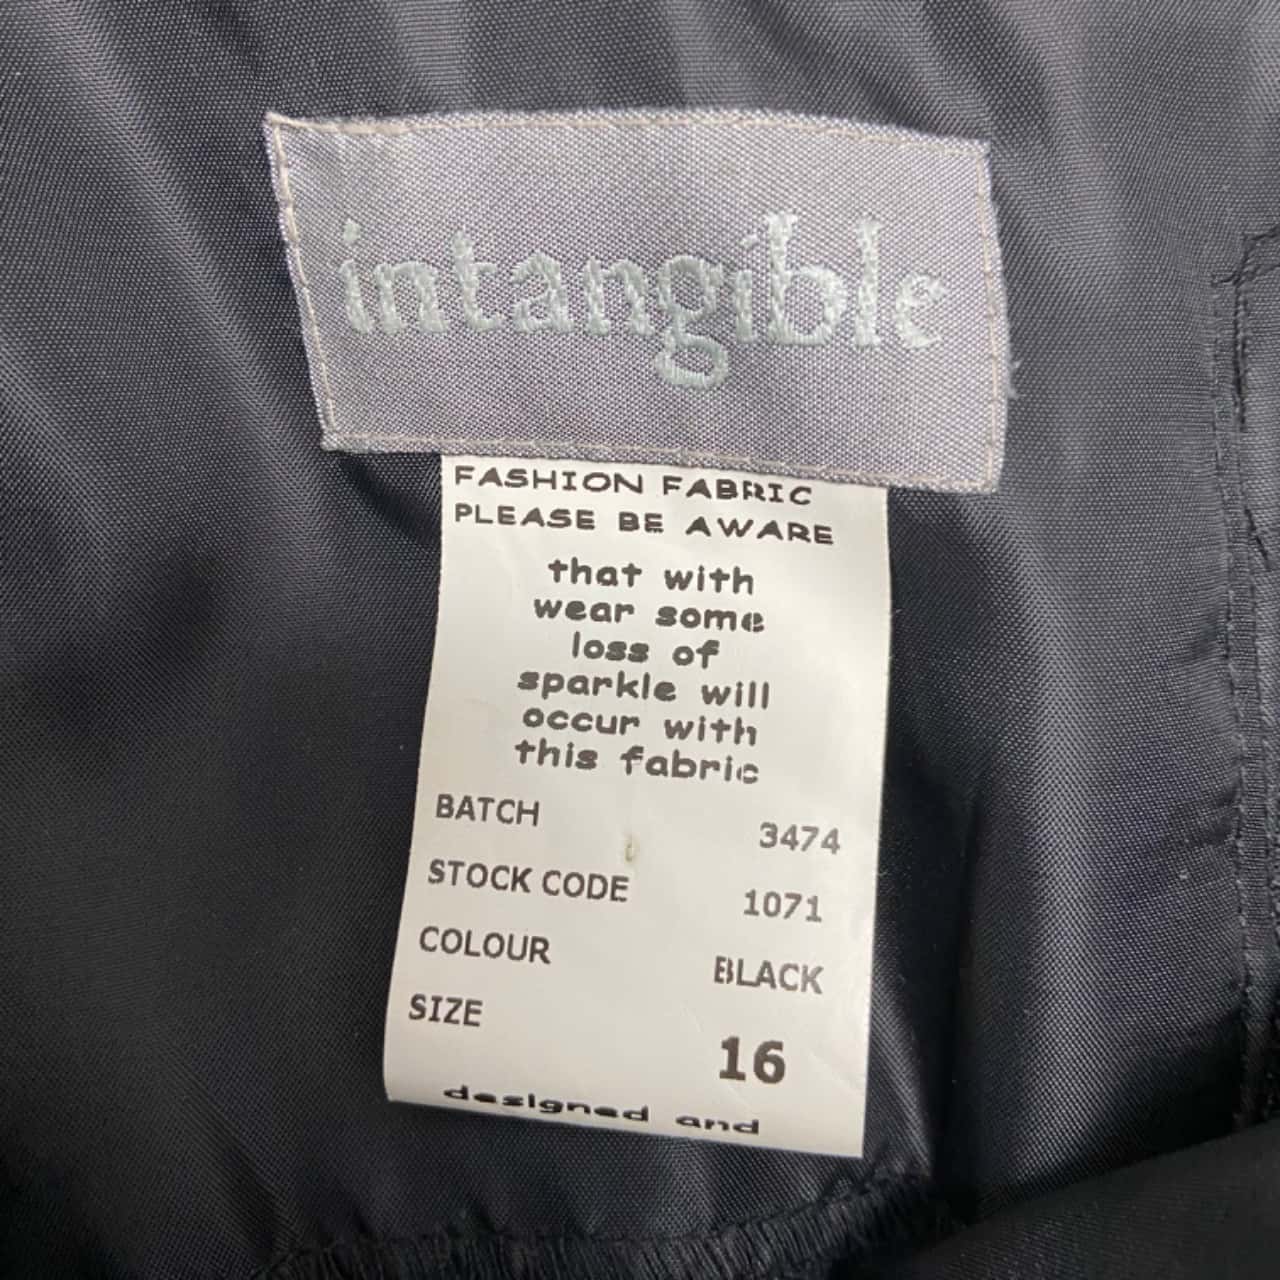 intangible
FASHION FABRIC
PLEASE BE AWARE
that with
wear some
loss of
sparkle will
occur with
this fabric
BATCH 3474
STOCK CODE 1071
COLOUR BLACK
SIZE 16
designed and